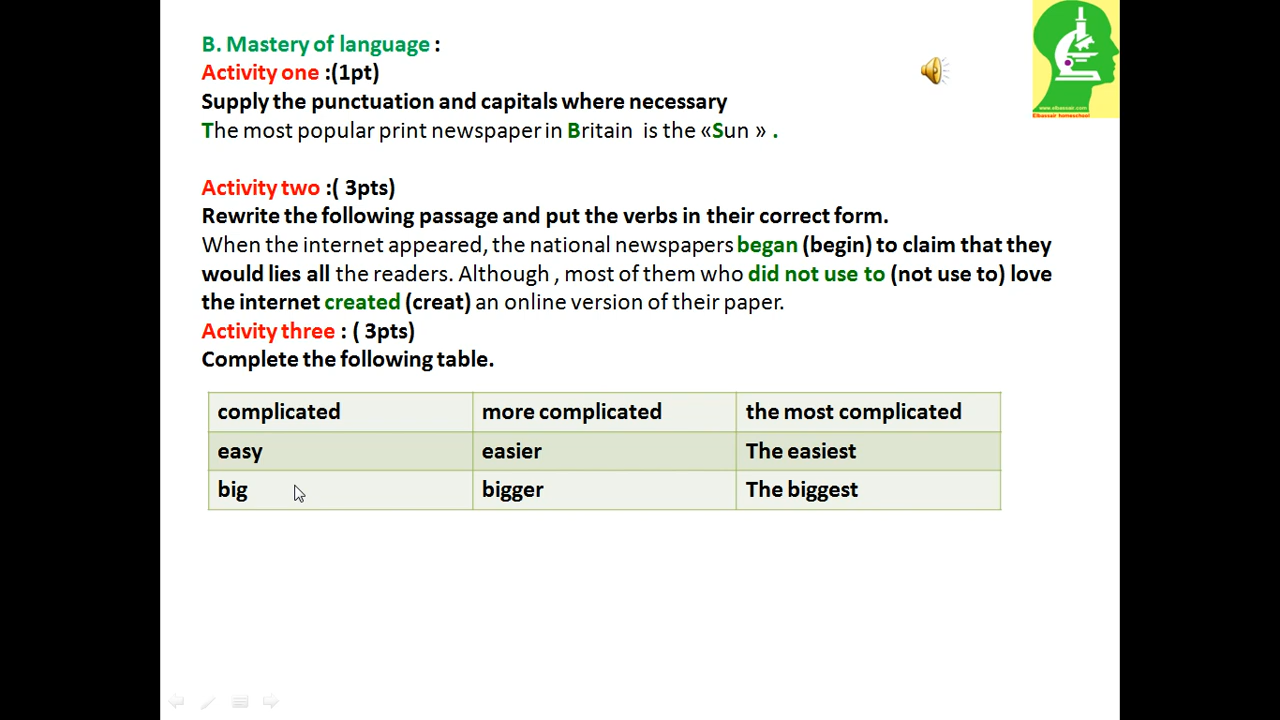 B. Mastery of language :
Activity one :(1pt)
Supply the punctuation and capitals where necessary
The most popular print newspaper in Britain is the «Sun » .
Activity two :( 3pts)
Rewrite the following passage and put the verbs in their correct form.
When the internet appeared, the national newspapers began (begin) to claim that they
would lies all the readers. Although , most of them who did not use to (not use to) love
the internet created (creat) an online version of their paper.
Activity three : ( 3pts)
Complete the following table.
complicated more complicated the most complicated
easy easier The easiest
big bigger The biggest
www.elbassair.com
Elbassair homeschool